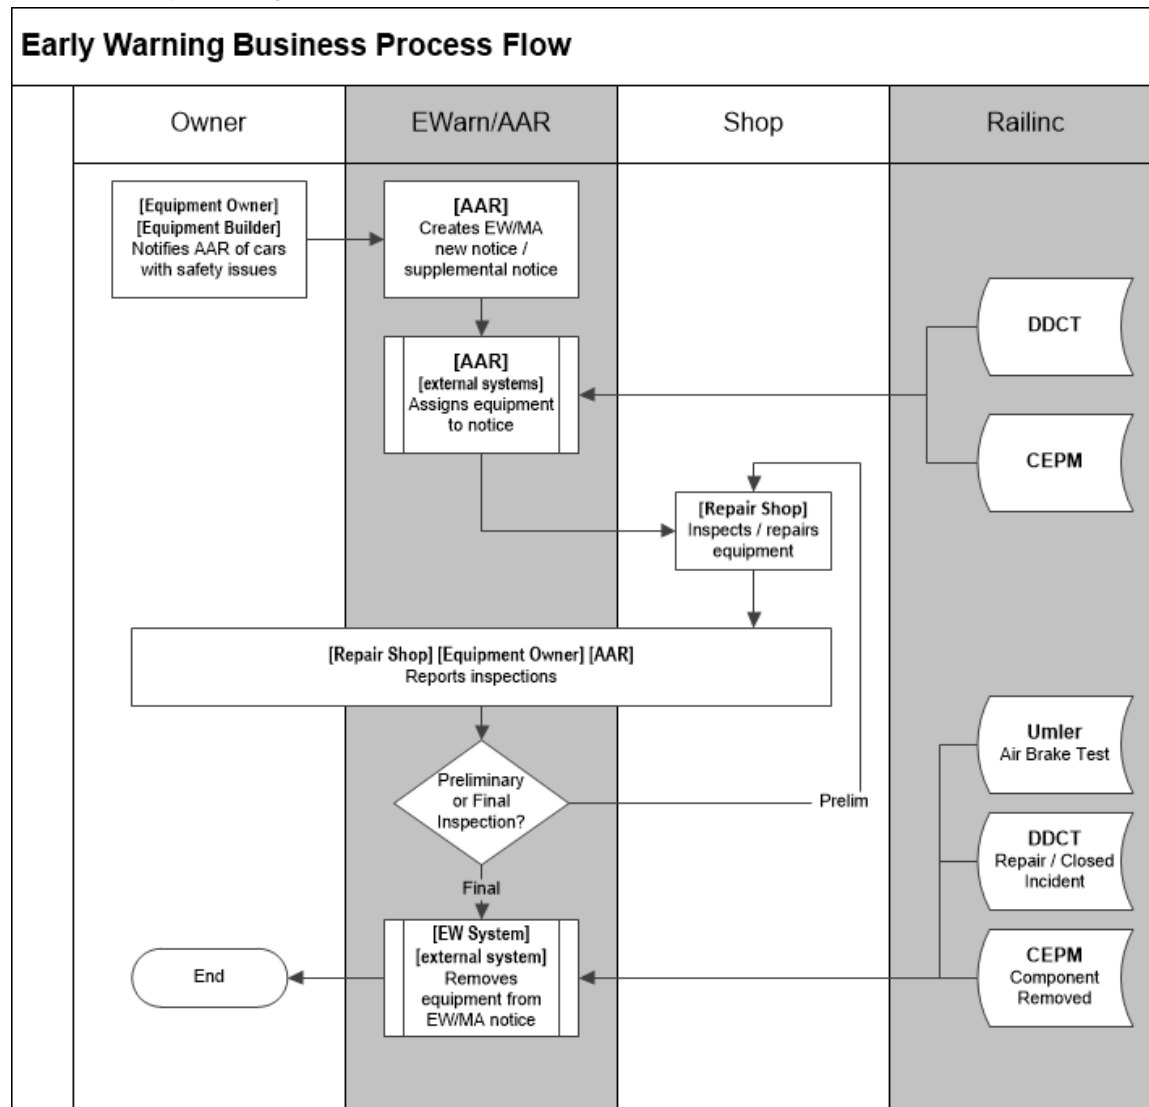 Early Warning Business Process Flow
Owner
EWarn/AAR
Shop
Railinc
[Equipment Owner]
[Equipment Builder]
Notifies AAR of cars
with safety issues
[AAR]
Creates EW/MA
new notice /
supplemental notice
DDCT
[AAR]
[external systems]
Assigns equipment
to notice
CEPM
[Repair Shop]
Inspects / repairs
equipment
[Repair Shop] [Equipment Owner] [AAR]
Reports inspections
Umler
Air Brake Test
Preliminary
or Final
Inspection?
Prelim
DDCT
Repair / Closed
Incident
Final
[EW System]
[external system]
Removes
equipment from
EW/MA notice
End
CEPM
Component
Removed